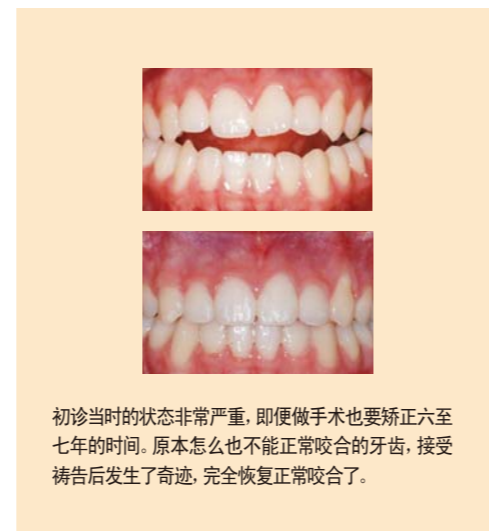 初诊当时的状态非常严重, 即便做手术也要矫正六至
七年的时间。原本怎么也不能正常咬合的牙齿, 接受
祷告后发生了奇迹, 完全恢复正常咬合了。